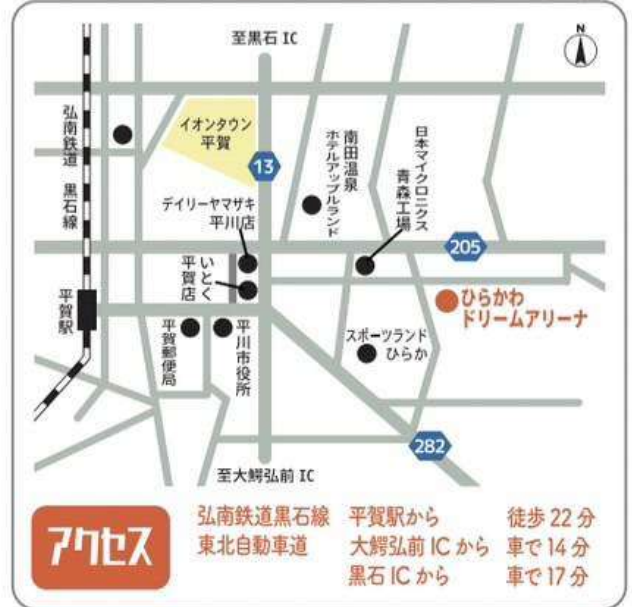 N
至黒石 IC
イオンタウン
平賀
弘南鉄道 黒石線
13
南田温泉
ホテルアップルランド
日本マイクロニクス
青森工場
デイリーヤマザキ
平川店
205
いとく
平賀店
平賀駅
ひらかわ
ドリームアリーナ
スポーツランド
ひらか
平賀郵便局
平川市役所
282
至大鰐弘前 IC
アクセス
弘南鉄道黒石線 平賀駅から 徒歩 22 分
東北自動車道 大鰐弘前 IC から 車で 14 分
黒石 IC から 車で 17 分